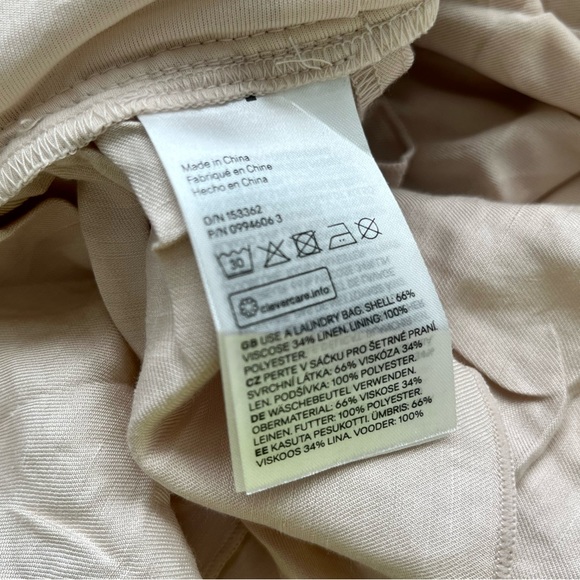 Made in China
Fabriqué en Chine
Hecho en China
O/N 153362
P/N 0994606 3
30
clevercare.info
GB USE A LAUNDRY BAG. SHELL: 66%
VISCOSE 34% LINEN. LINING: 100%
POLYESTER.
CZ PERTE V SÁČKU PRO ŠETRNÉ PRANÍ.
SVRCHNÍ LÁTKA: 66% VISKÓZA 34%
LEN. PODŠÍVKA: 100% POLYESTER.
DE WÄSCHEBEUTEL VERWENDEN.
OBERMATERIAL: 66% VISKOSE 34%
LEINEN. FUTTER: 100% POLYESTER.
EE KASUTA PESUKOTTI. ÜMBRIS: 66%
VISKOOS 34% LINA. VOODER: 100%